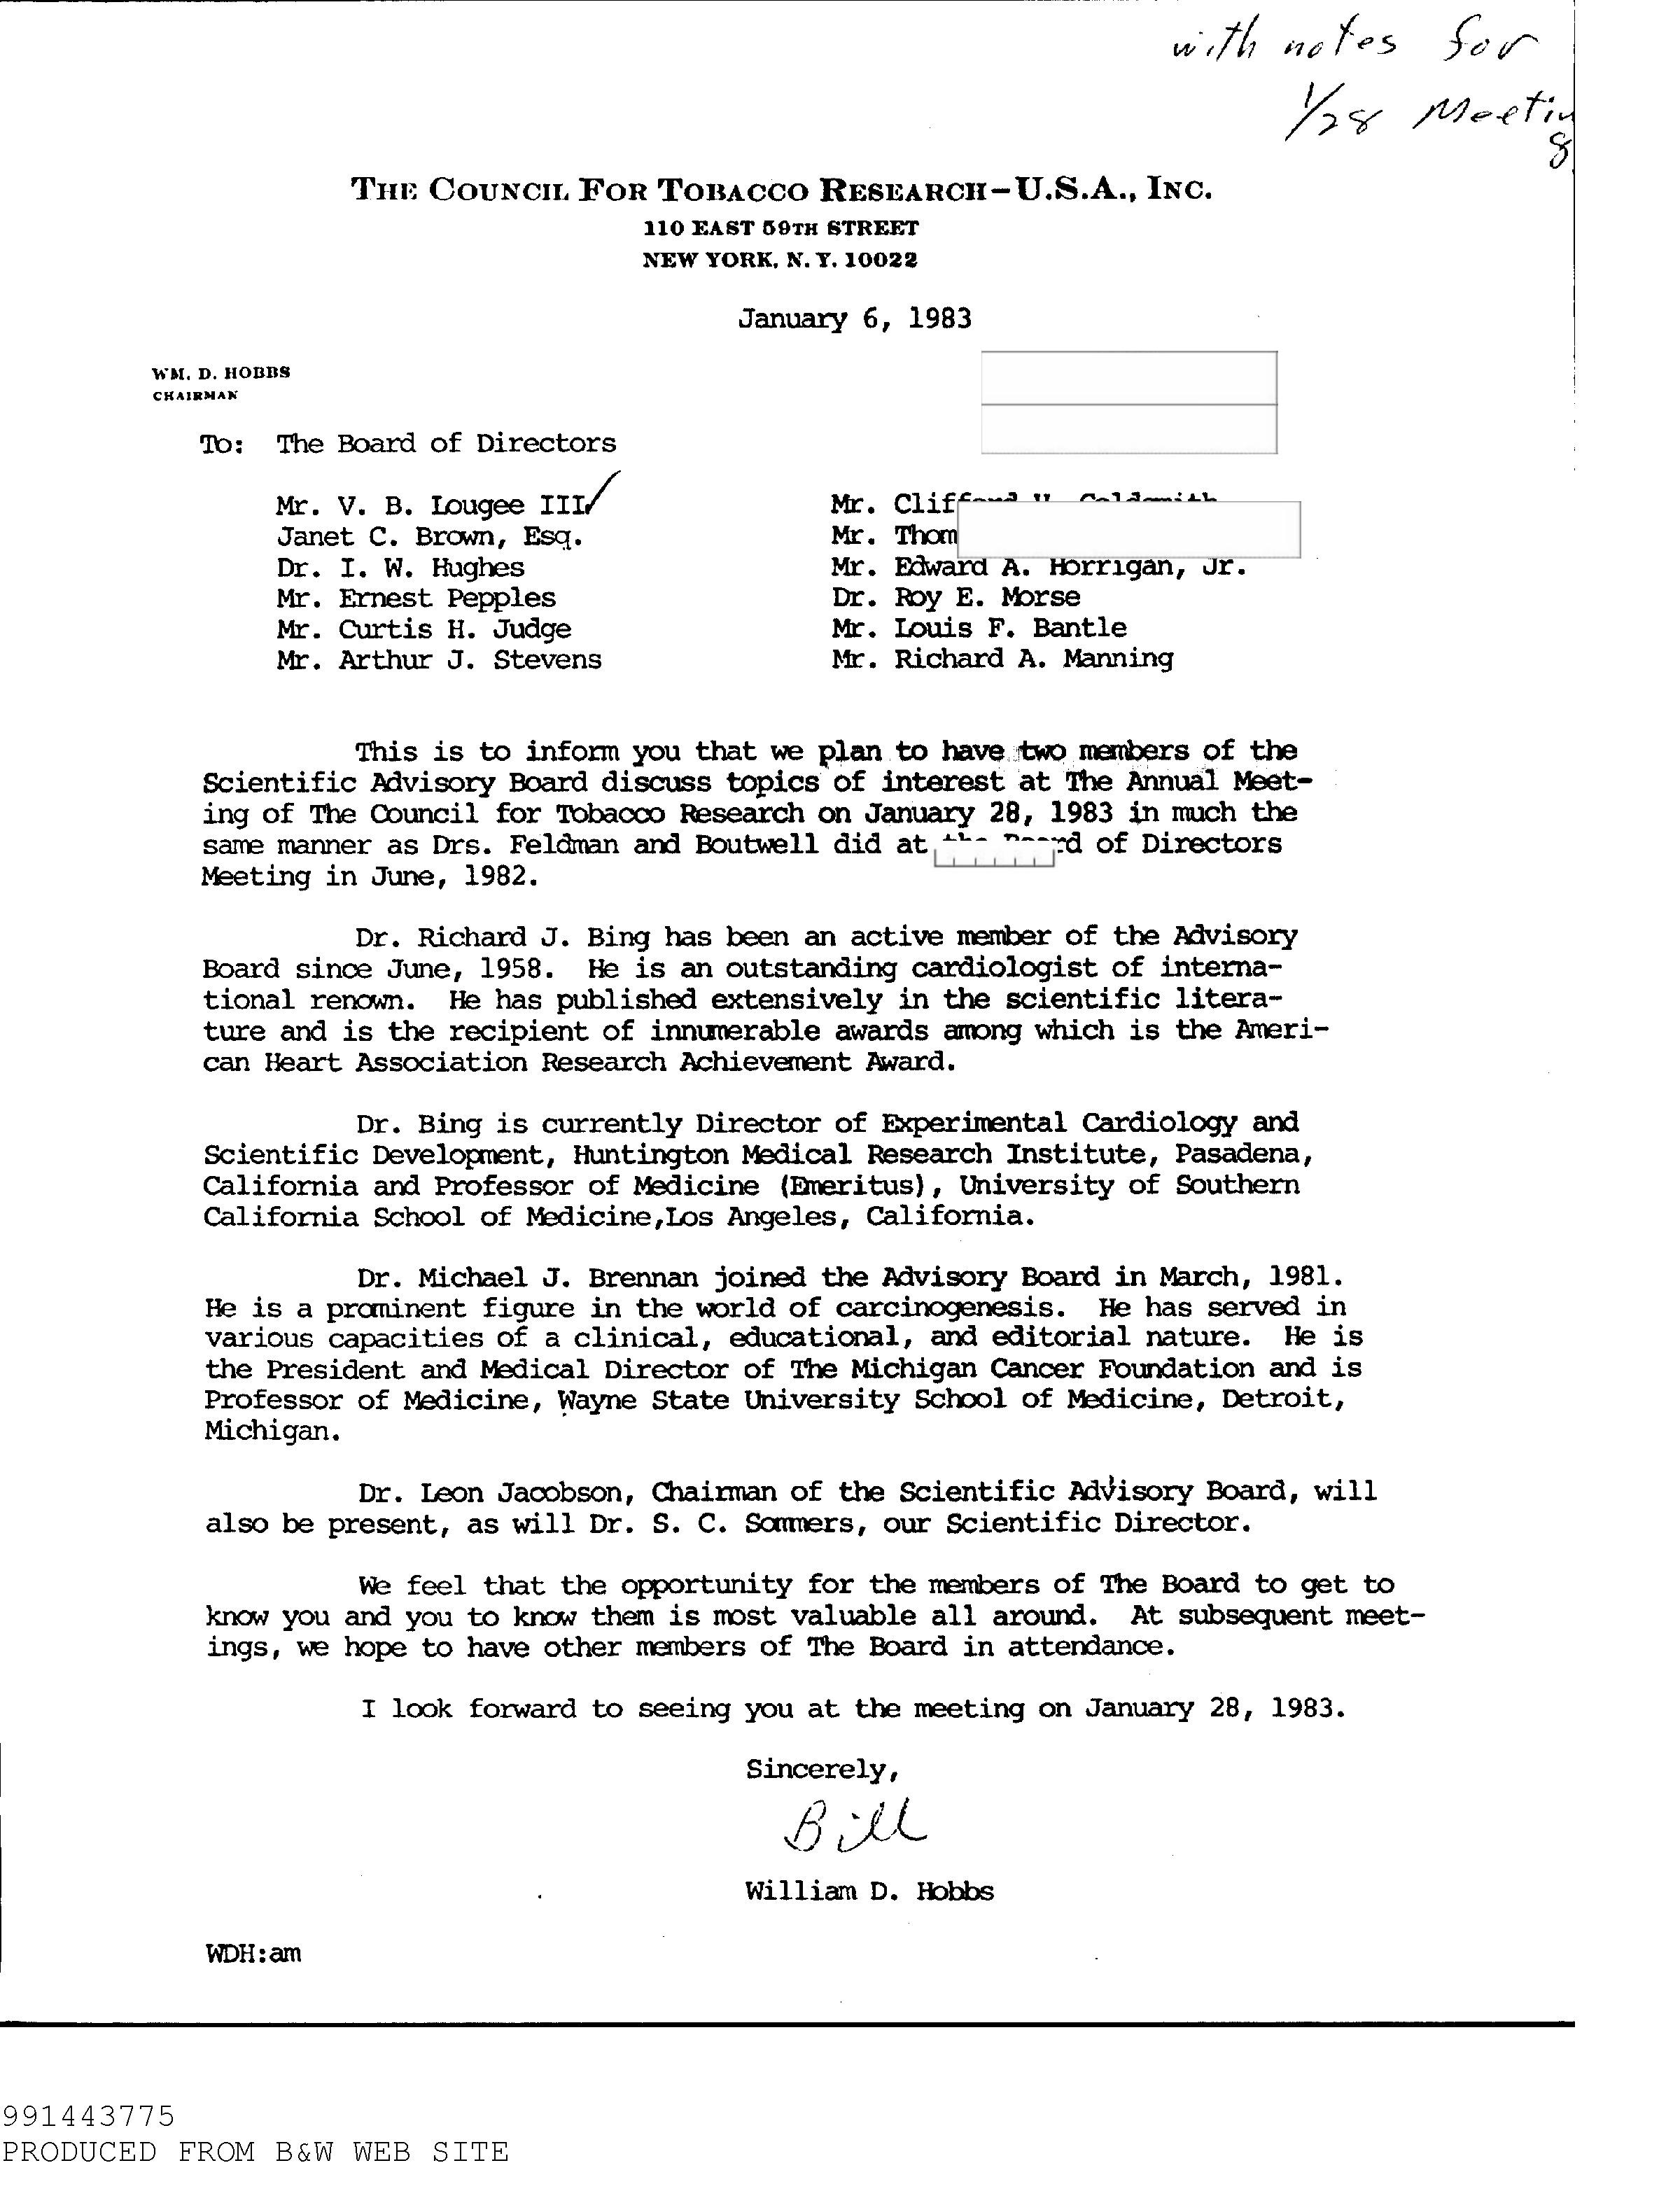 with notes for
1/28 Meetin
8
THE COUNCIL FOR TOBACCO RESEARCH–U.S.A., INC.
110 EAST 59TH STREET
NEW YORK, N.Y. 10022
January 6, 1983
WM. D. HOBBS
CHAIRMAN
To: The Board of Directors
Mr. V. B. Lougee III
Janet C. Brown, Esq.
Dr. I. W. Hughes
Mr. Ernest Pepples
Mr. Curtis H. Judge
Mr. Arthur J. Stevens
Mr.
Mr.
Mr. Edward A. Horrigan, Jr.
Dr. Roy E. Morse
Mr. Louis F. Bantle
Mr. Richard A. Manning
This is to inform you that we plan to have two members of the
Scientific Advisory Board discuss topics of interest at The Annual Meet-
ing of The Council for Tobacco Research on January 28, 1983 in much the
same manner as Drs. Feldman and Boutwell did at of Directors
Meeting in June, 1982.
Dr. Richard J. Bing has been an active member of the Advisory
Board since June, 1958. He is an outstanding cardiologist of interna-
tional renown. He has published extensively in the scientific litera-
ture and is the recipient of innumerable awards among which is the Ameri-
can Heart Association Research Achievement Award.
Dr. Bing is currently Director of Experimental Cardiology and
Scientific Development, Huntington Medical Research Institute, Pasadena,
California and Professor of Medicine (Emeritus), University of Southern
California School of Medicine,Los Angeles, California.
Dr. Michael J. Brennan joined the Advisory Board in March, 1981.
He is a prominent figure in the world of carcinogenesis. He has served in
various capacities of a clinical, educational, and editorial nature. He is
the President and Medical Director of The Michigan Cancer Foundation and is
Professor of Medicine, Wayne State University School of Medicine, Detroit,
Michigan.
Dr. Leon Jacobson, Chairman of the Scientific Advisory Board, will
also be present, as will Dr. S. C. Sommers, our Scientific Director.
We feel that the opportunity for the members of The Board to get to
know you and you to know them is most valuable all around. At subsequent meet-
ings, we hope to have other members of The Board in attendance.
I look forward to seeing you at the meeting on January 28, 1983.
Sincerely,
Bill
William D. Hobbs
WDH:am
991443775
PRODUCED FROM B&W WEB SITE